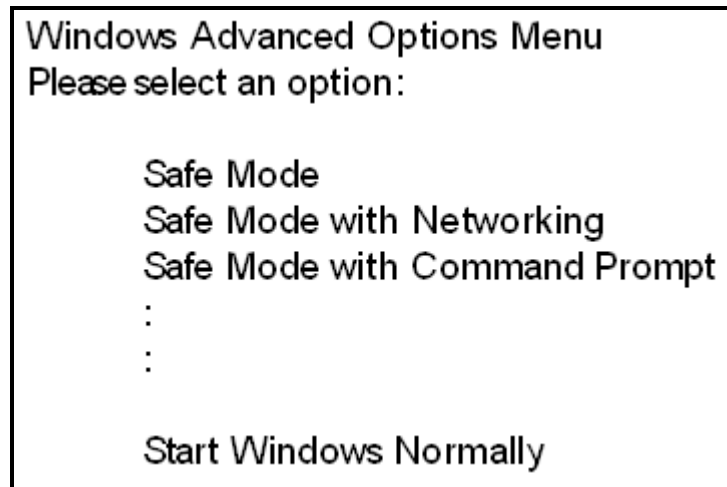 Windows Advanced Options Menu
Please select an option:
Safe Mode
Safe Mode with Networking
Safe Mode with Command Prompt
:
:
Start Windows Normally